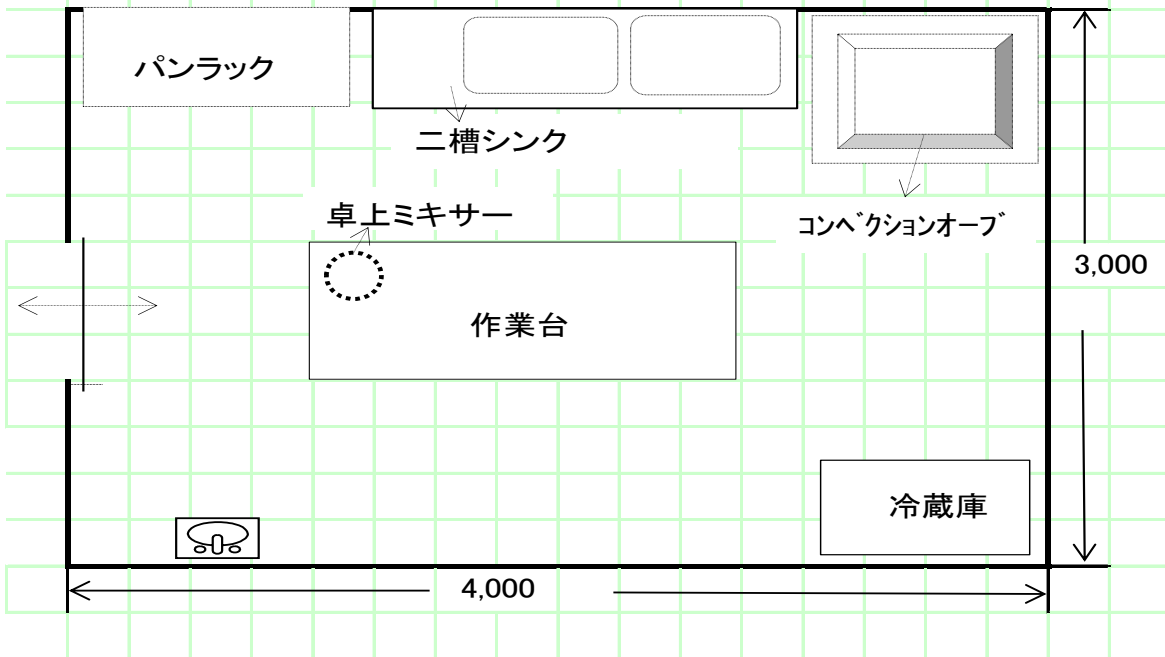 パンラック
二槽シンク
卓上ミキサー
コンベクションオーブ
3,000
作業台
冷蔵庫
4,000